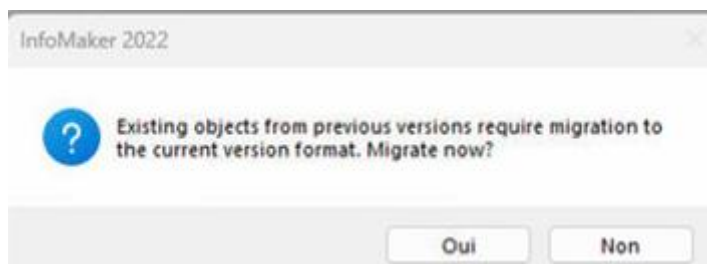 InfoMaker 2022
Existing objects from previous versions require migration to
the current version format. Migrate now?
Oui
Non